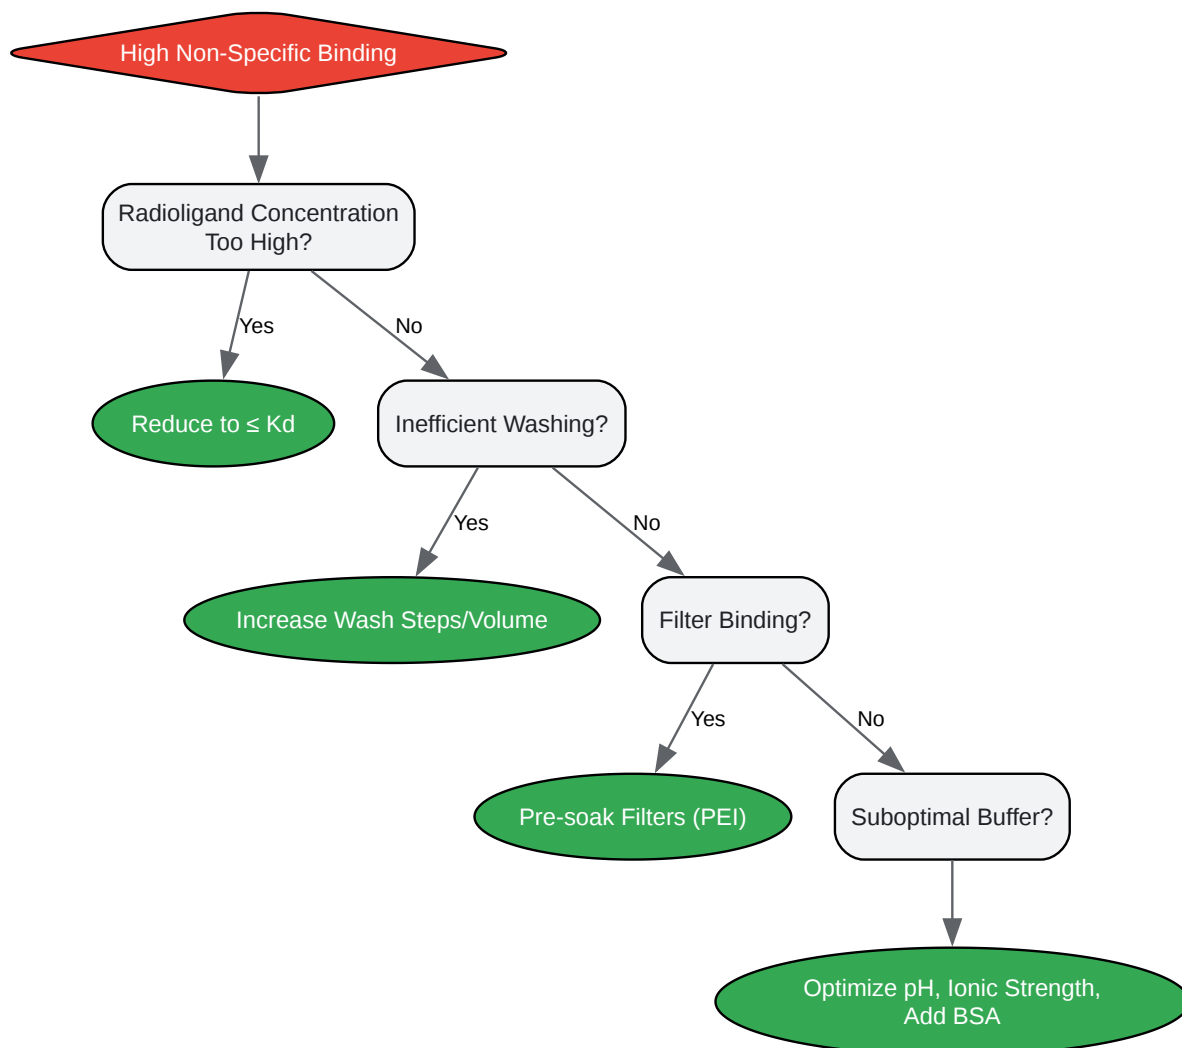 High Non-Specific Binding
Radioligand Concentration
Too High?
Yes
No
Reduce to ≤ Kd
Inefficient Washing?
Yes
No
Increase Wash Steps/Volume
Filter Binding?
Yes
No
Pre-soak Filters (PEI)
Suboptimal Buffer?
Optimize pH, Ionic Strength,
Add BSA